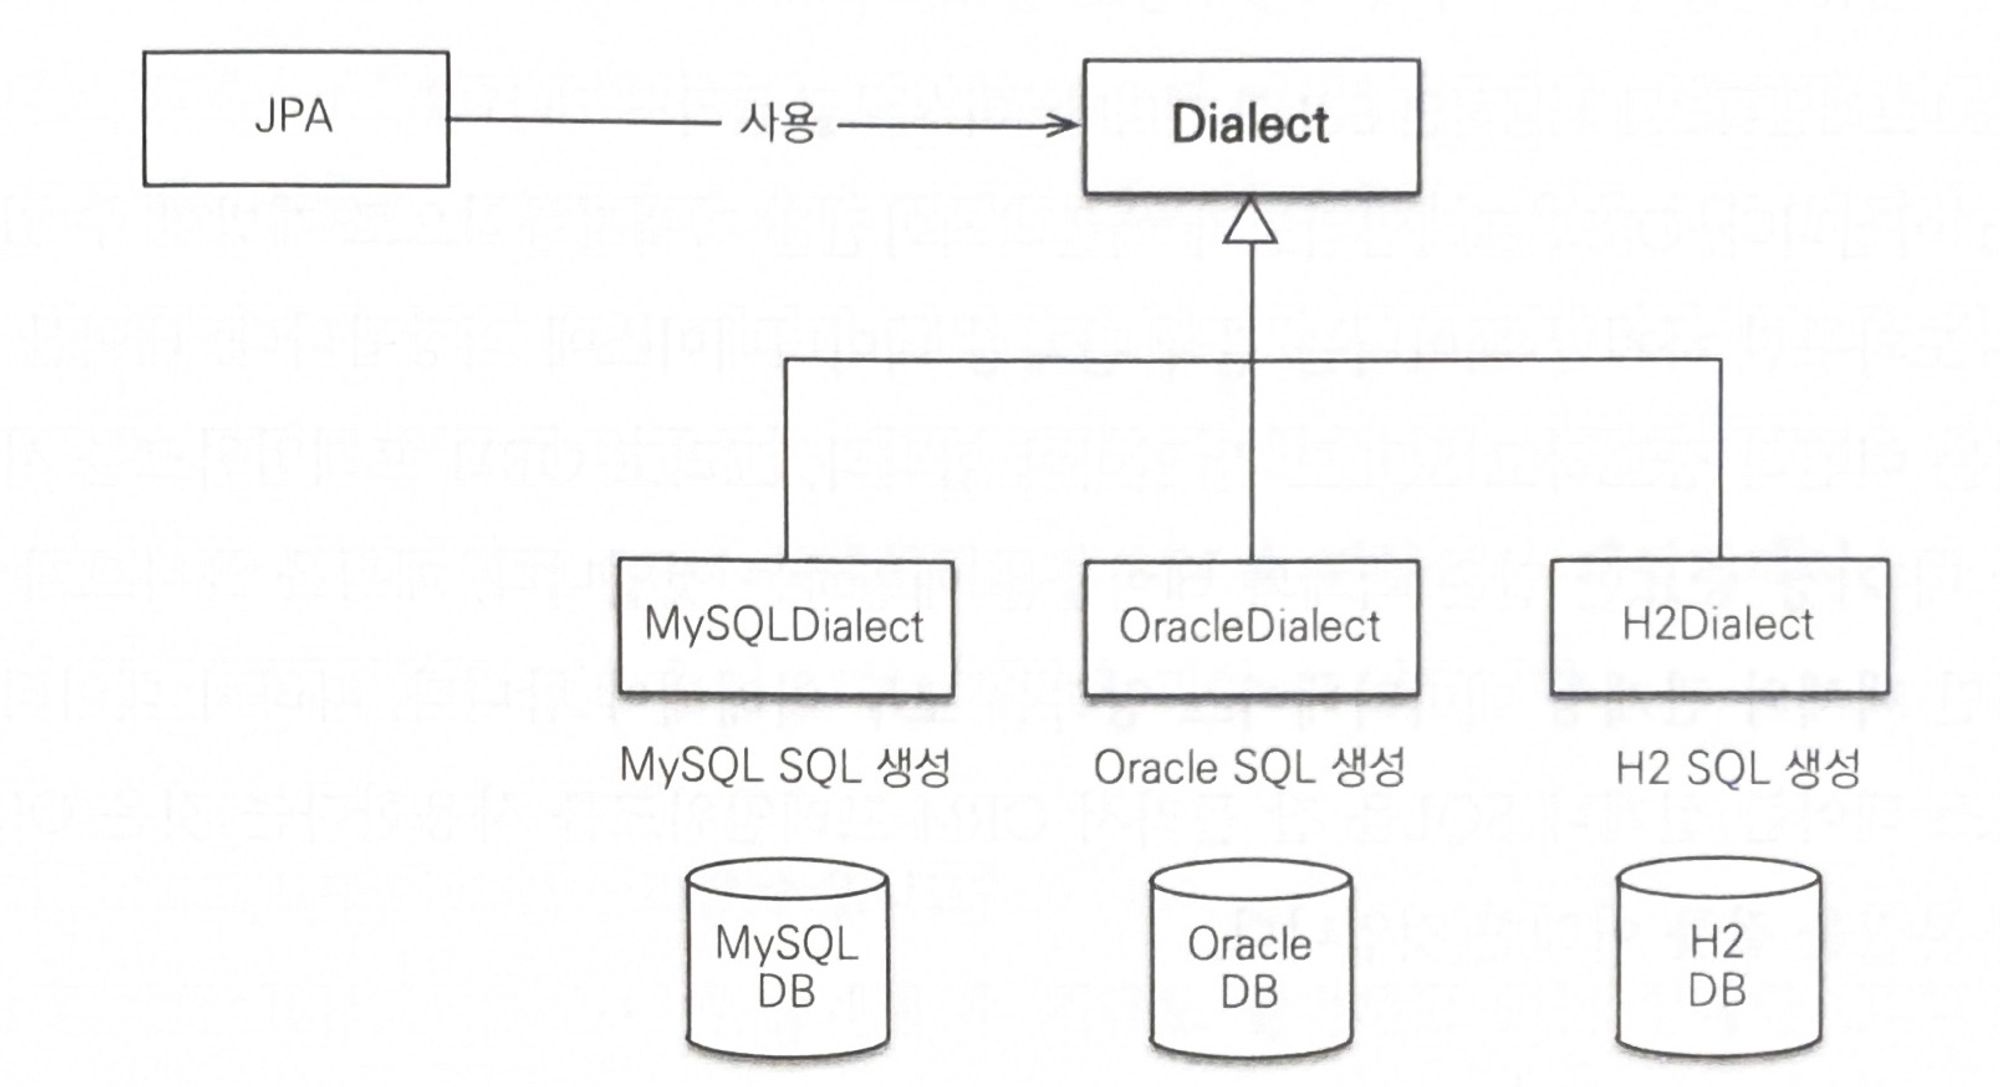 JPA
사용
Dialect
MySQLDialect
OracleDialect
H2Dialect
MySQL SQL 생성
Oracle SQL 생성
H2 SQL 생성
MySQL
DB
Oracle
DB
H2
DB